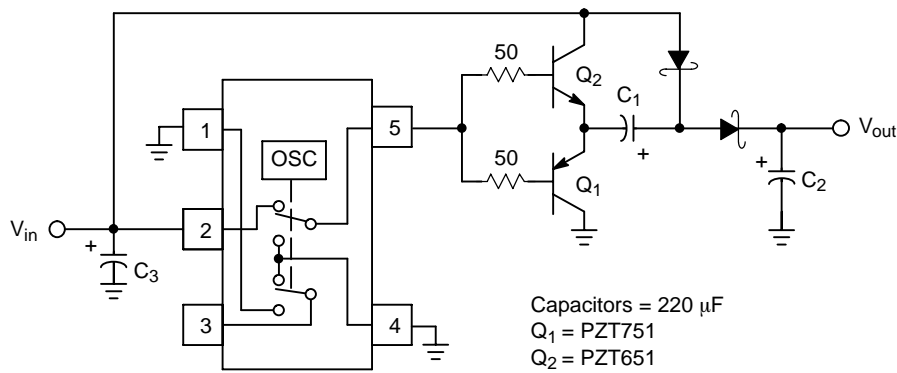 50
Q2
C1
1
5
OSC
+
Vout
50
+
C2
Q1
Vin
2
+
C3
3
4
Capacitors = 220 μF
Q1 = PZT751
Q2 = PZT651